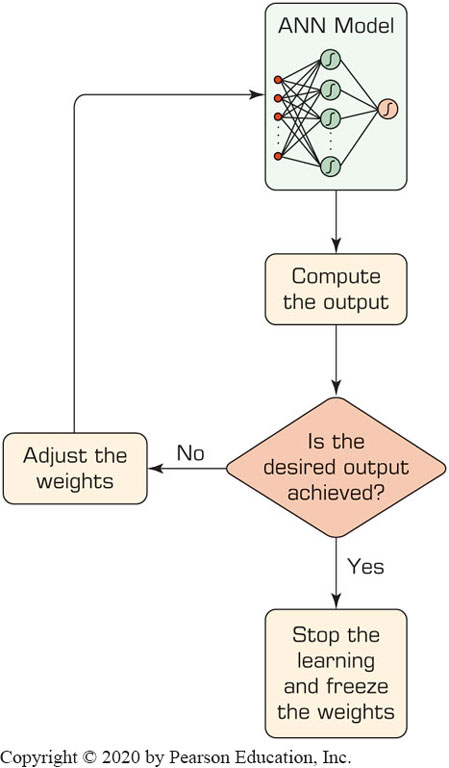 ANN Model
Compute
the output
Is the
desired output
achieved?
No
Adjust the
weights
Yes
Stop the
learning
and freeze
the weights
Copyright © 2020 by Pearson Education, Inc.